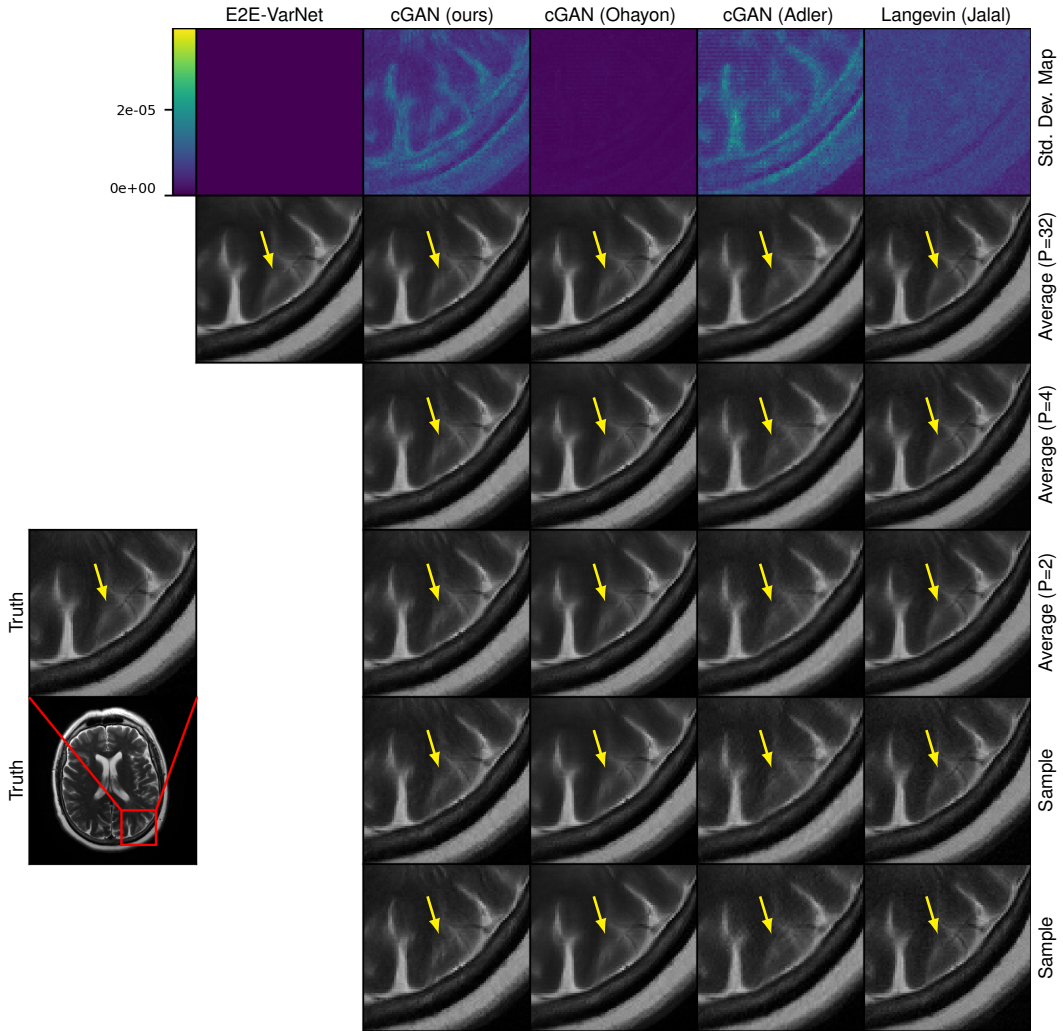 E2E-VarNet
cGAN (ours)
cGAN (Ohayon)
cGAN (Adler)
Langevin (Jalal)
2e-05
0e+00
Std. Dev. Map
Average (P=32)
Average (P=4)
Truth
Average (P=2)
Truth
Sample
Sample